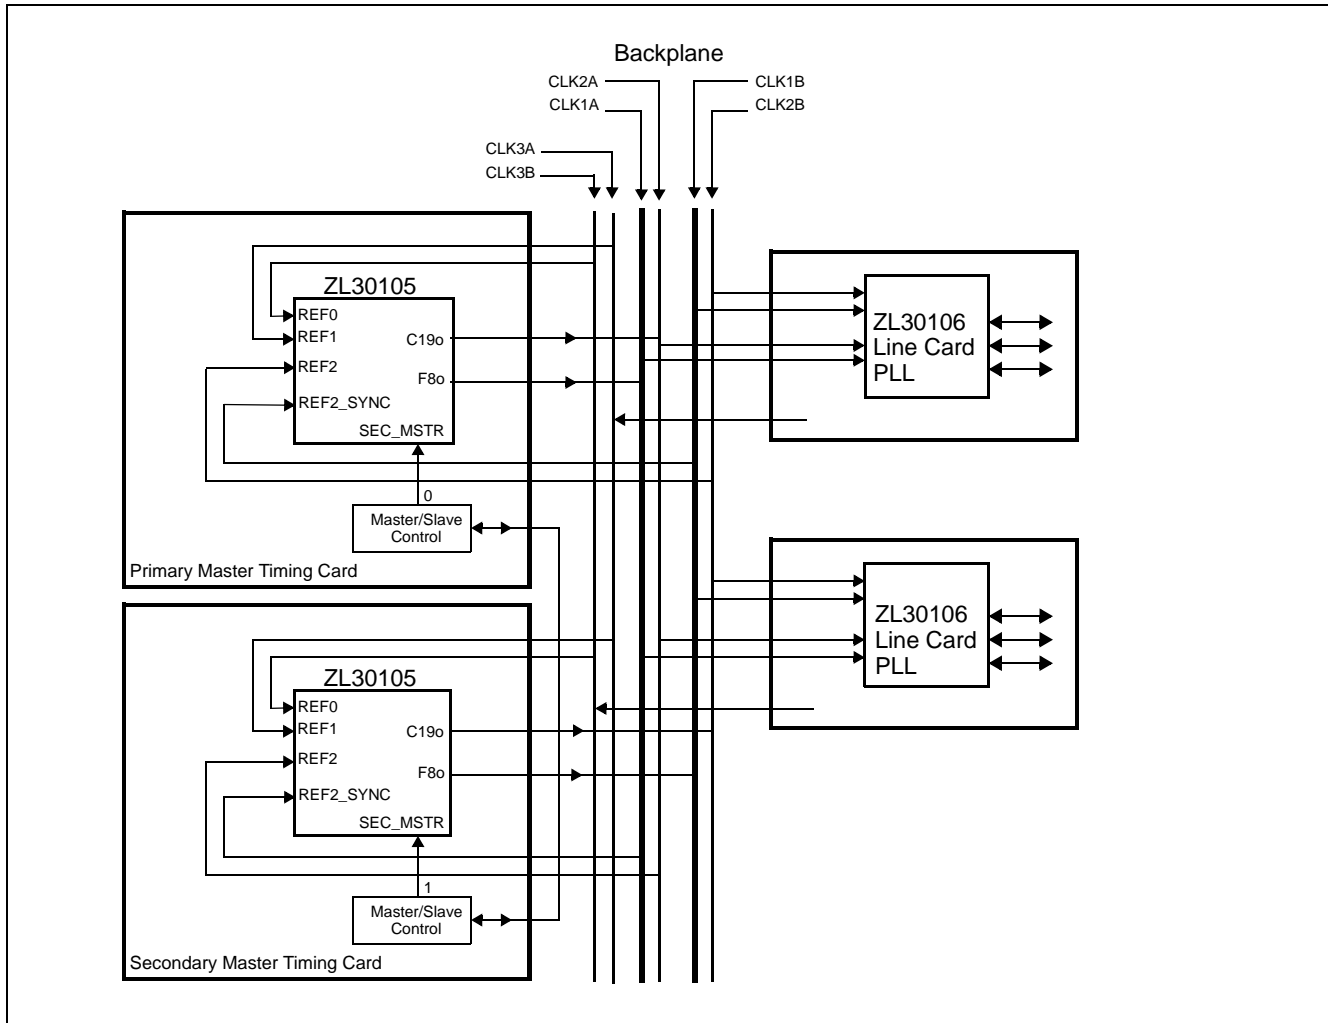 Backplane
CLK2A
CLK1B
CLK1A
CLK2B
CLK3A
CLK3B
ZL30105
REF0
REF1
REF2
REF2_SYNC
C19o
F8o
SEC_MSTR
0
Master/Slave
Control
Primary Master Timing Card
ZL30106
Line Card
PLL
ZL30105
REF0
REF1
REF2
REF2_SYNC
C19o
F8o
SEC_MSTR
1
Master/Slave
Control
Secondary Master Timing Card
ZL30106
Line Card
PLL